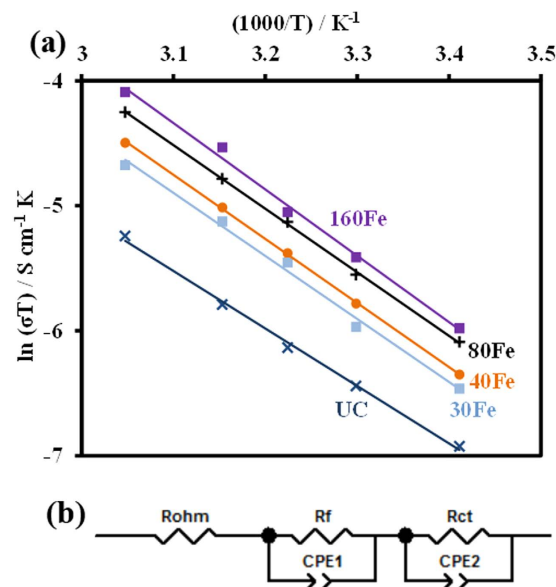 (1000/T) / K-1
(a)
3 3.1 3.2 3.3 3.4 3.5
-4
-5
-6
-7
ln (σT) / S cm-1 K
160Fe
80Fe
40Fe
30Fe
UC
(b)
Rohm Rf Rct
CPE1 CPE2